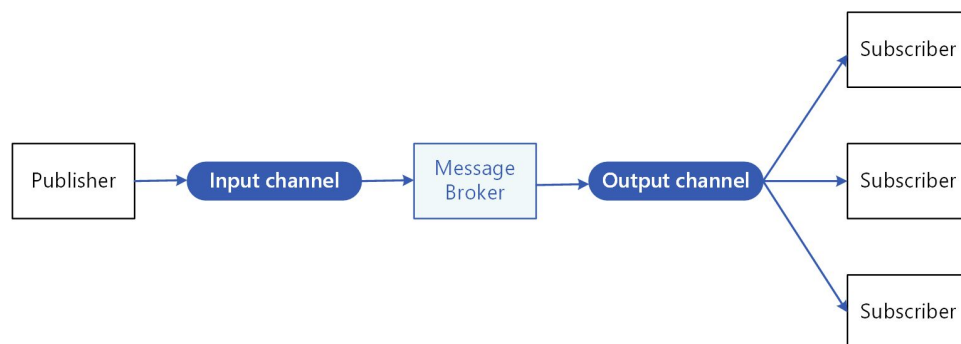 Subscriber
Publisher
Input channel
Message
Broker
Output channel
Subscriber
Subscriber